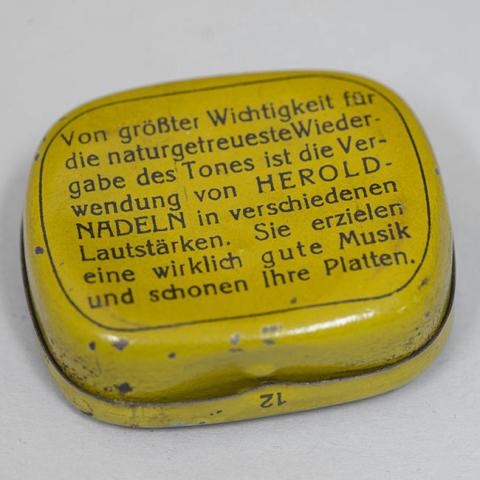 Von größter Wichtigkeit für
die naturgetreueste Wieder-
gabe des Tones ist die Ver-
wendung von HEROLD-
NADELN in verschiedenen
Lautstärken. Sie erzielen
eine wirklich gute Musik
und schonen Ihre Platten.
12